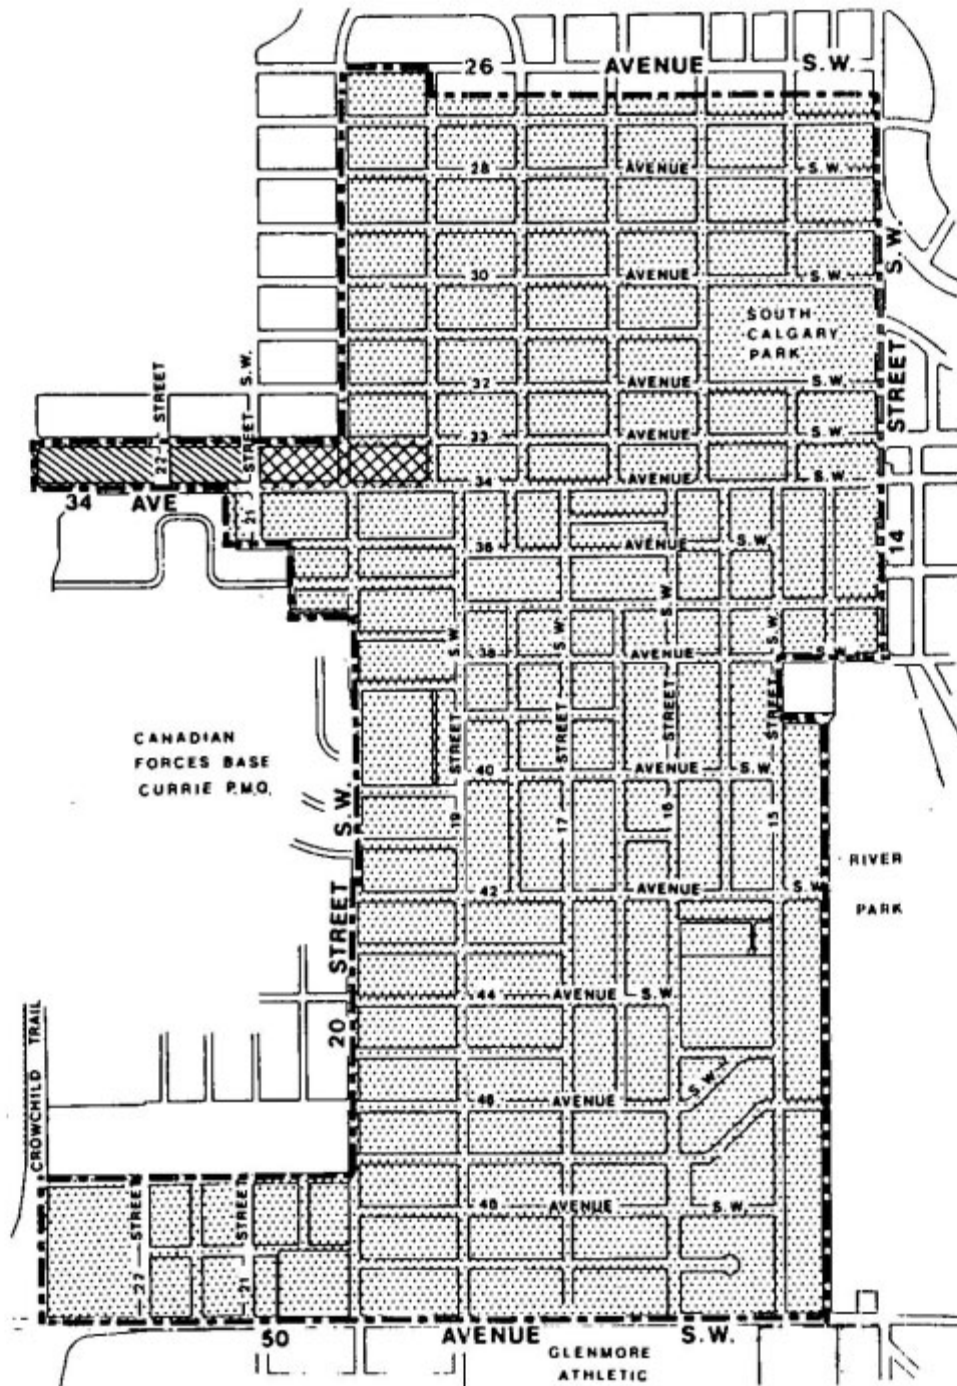 26 AVENUE S.W.
28 AVENUE S.W.
S.W.
30 AVENUE S.W.
SOUTH
CALGARY
PARK
STREET
32 AVENUE S.W.
22 STREET
21 STREET S.W.
33 AVENUE S.W.
34 AVENUE S.W.
34 AVE
14
36 AVENUE S.W.
38 AVENUE S.W.
19 STREET S.W.
17 STREET S.W.
16 STREET S.W.
15 STREET S.W.
CANADIAN
FORCES BASE
CURRIE P.M.Q.
40 AVENUE S.W.
RIVER
PARK
42 AVENUE S.W.
20 STREET S.W.
44 AVENUE S.W.
CROWCHILD TRAIL
46 AVENUE S.W.
22 STREET
21 STREET
48 AVENUE S.W.
50 AVENUE S.W.
GLENMORE
ATHLETIC